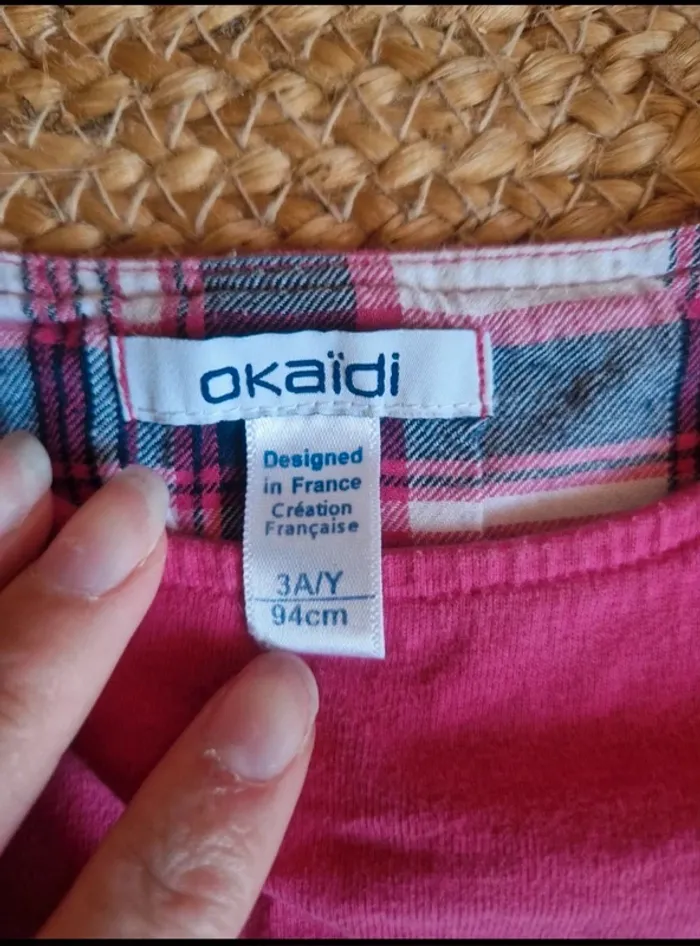 okaïdi
Designed
in France
Création
Française
3A/Y
94cm